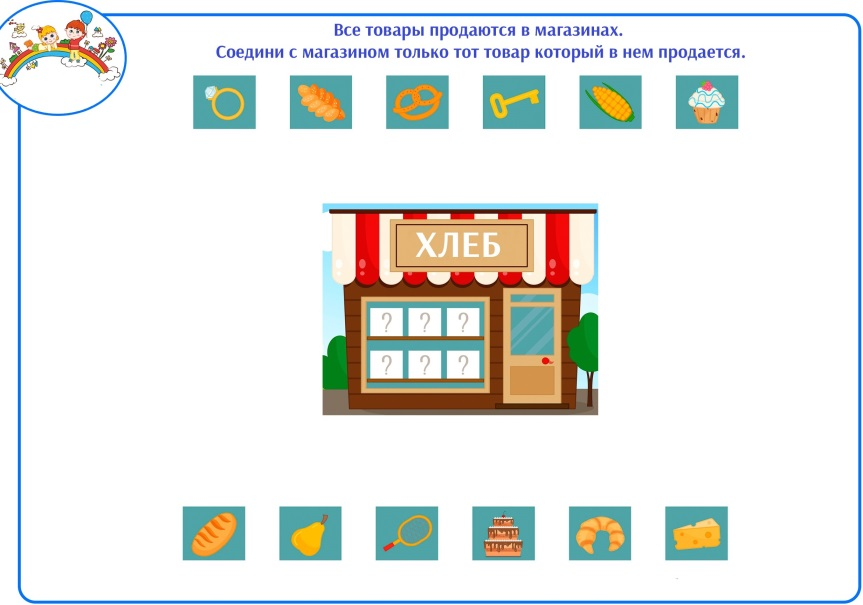 Все товары продаются в магазинах.
Соедини с магазином только тот товар который в нем продается.
ХЛЕБ
? ? ?
? ? ?